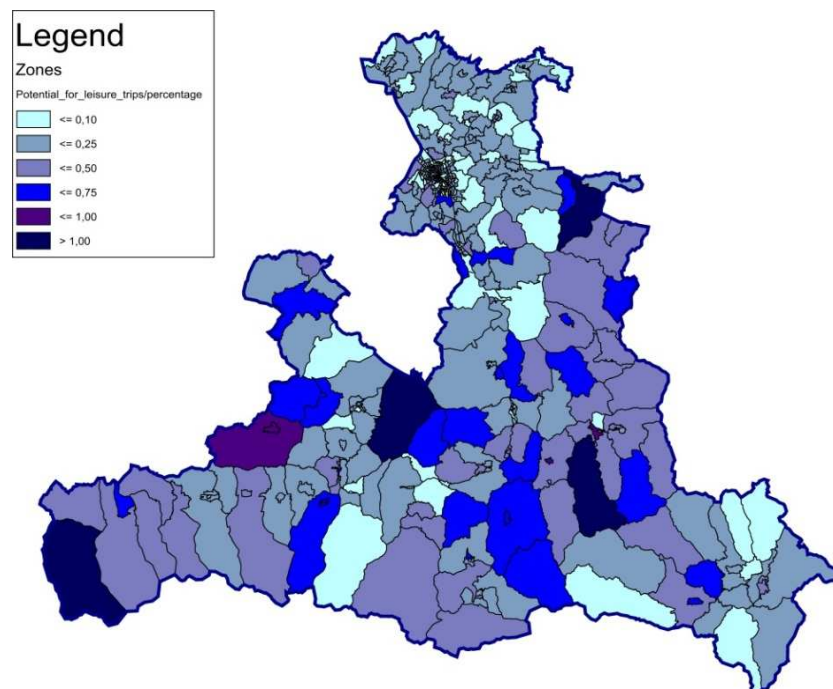 Legend
Zones
Potential_for_leisure_trips/percentage
<= 0,10
<= 0,25
<= 0,50
<= 0,75
<= 1,00
> 1,00